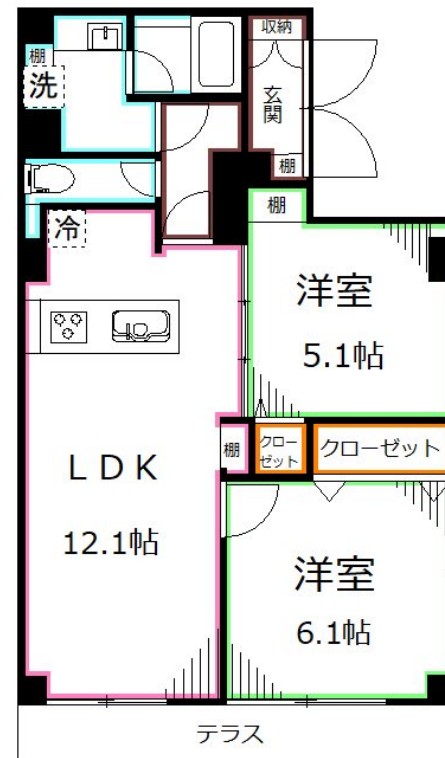 収納
棚
洗
玄関
棚
冷
棚
洋室
5.1帖
棚
クローゼット
クローゼット
LDK
12.1帖
洋室
6.1帖
テラス